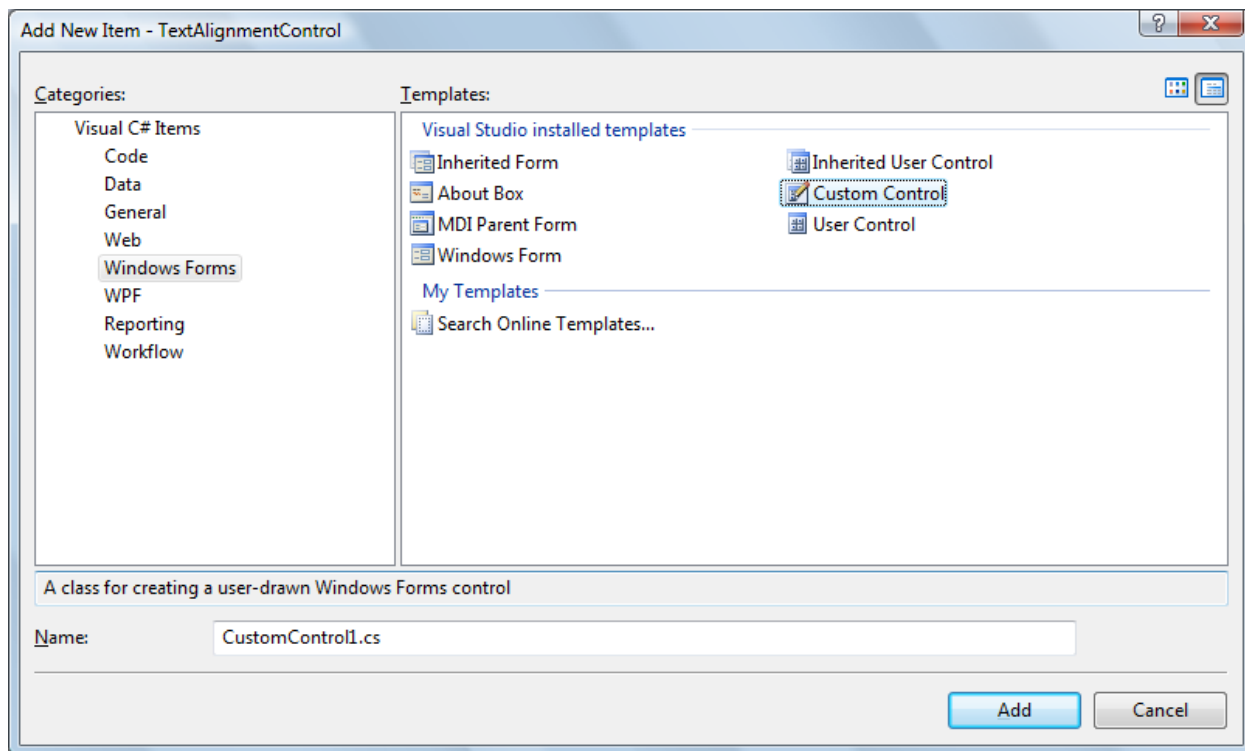 Add New Item - TextAlignmentControl
Categories:
Templates:
Visual C# Items
Code
Data
General
Web
Windows Forms
WPF
Reporting
Workflow
Visual Studio installed templates
Inherited Form
Inherited User Control
About Box
Custom Control
MDI Parent Form
User Control
Windows Form
My Templates
Search Online Templates...
A class for creating a user-drawn Windows Forms control
Name:
CustomControl1.cs
Add
Cancel